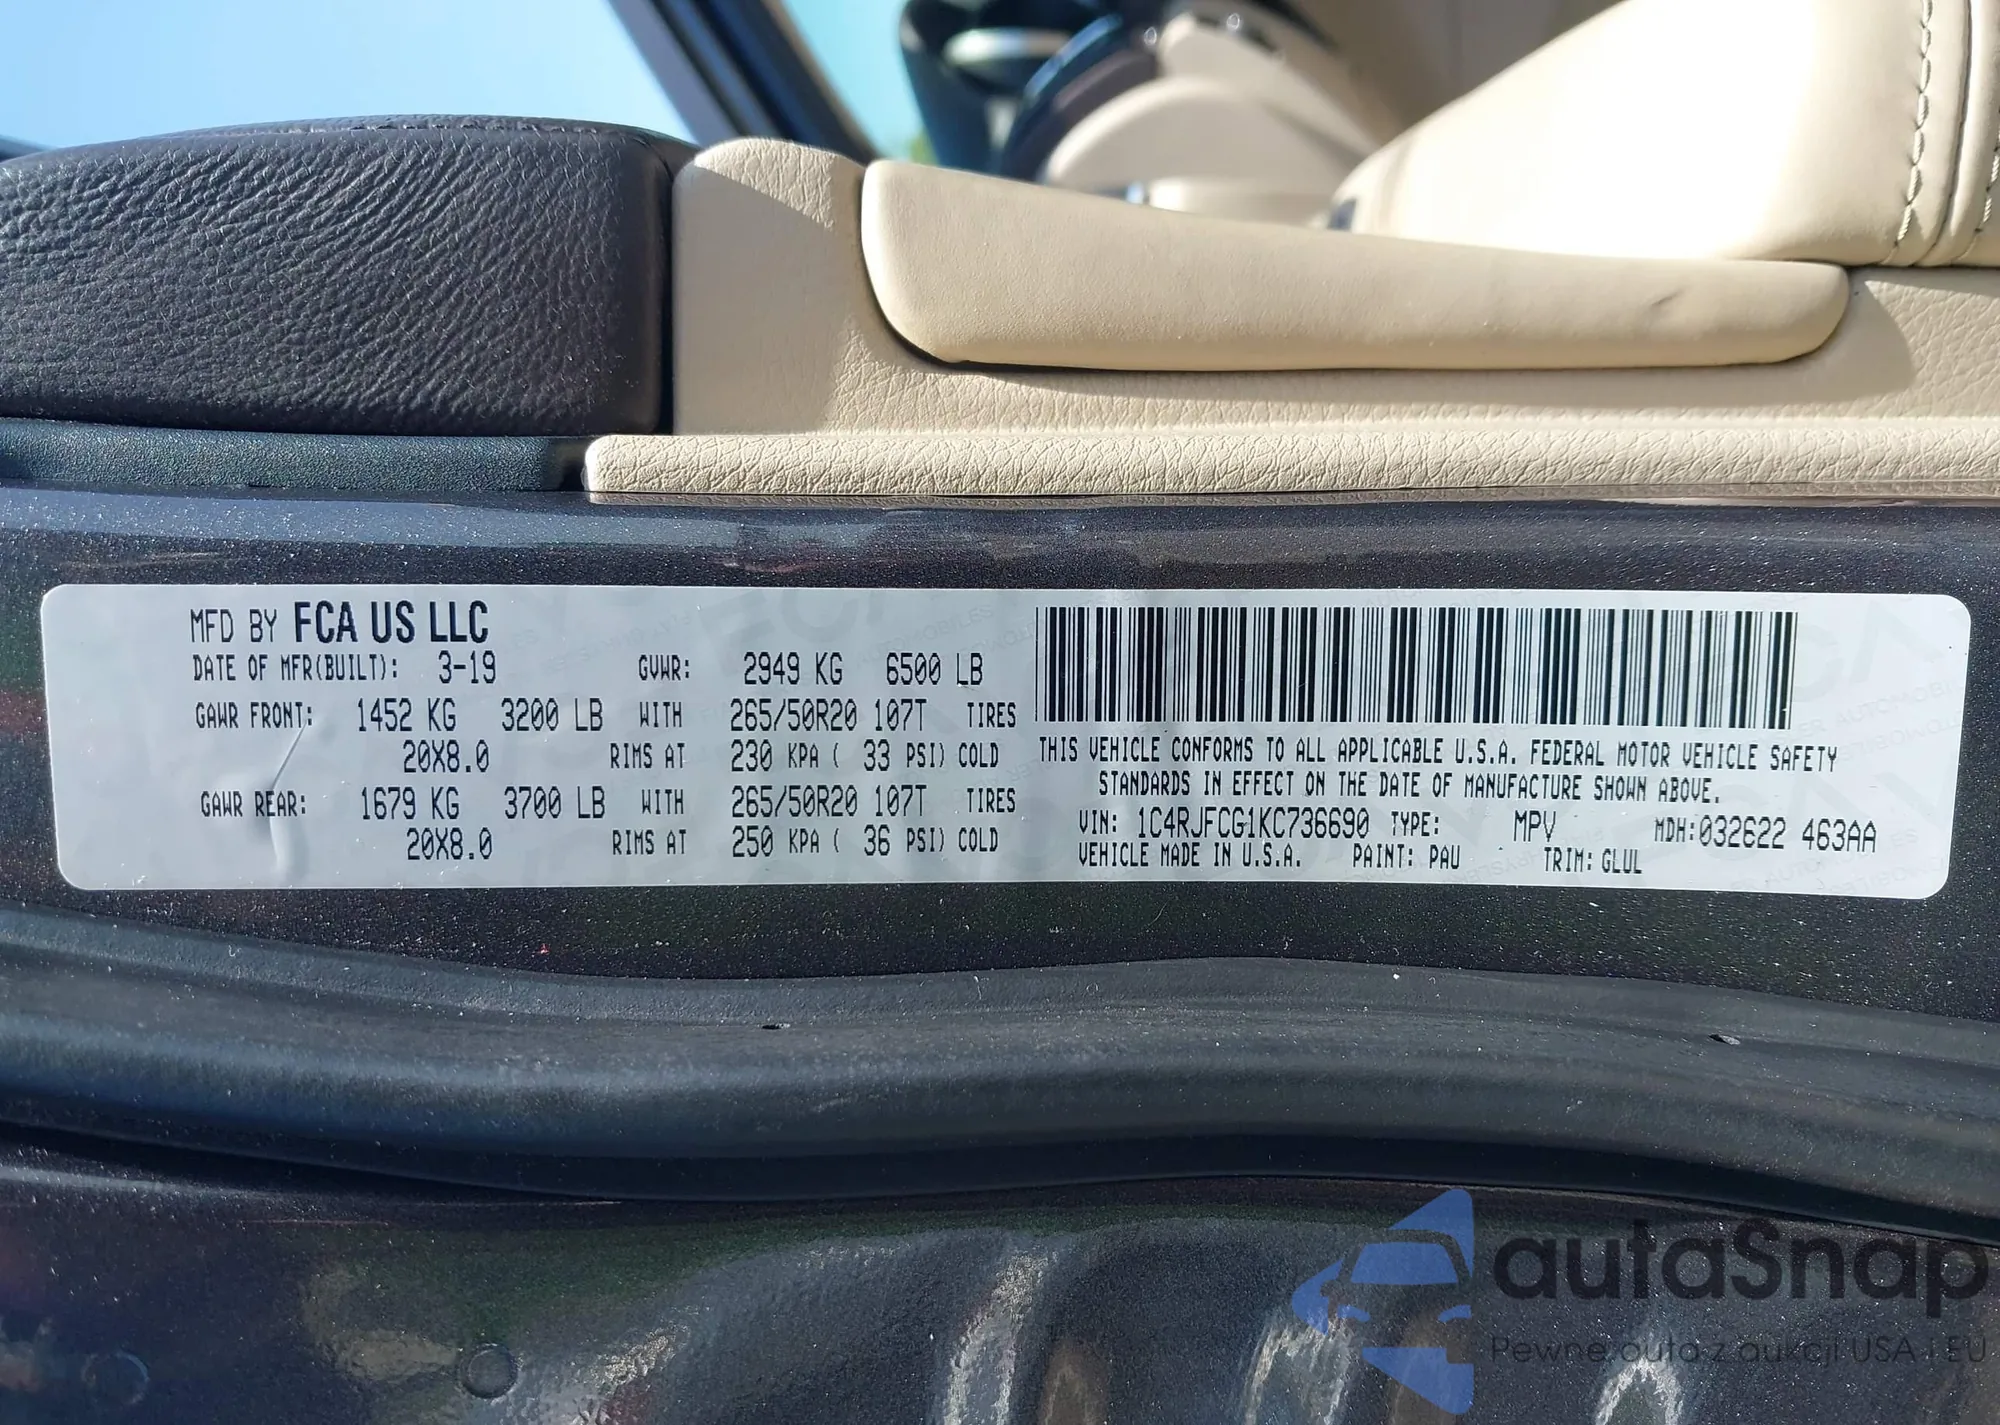 MFD BY FCA US LLC
DATE OF MFR(BUILT): 3-19 GVWR: 2949 KG 6500 LB
GAWR FRONT: 1452 KG 3200 LB WITH 265/50R20 107T TIRES
20X8.0 RIMS AT 230 KPA ( 33 PSI) COLD
GAWR REAR: 1679 KG 3700 LB WITH 265/50R20 107T TIRES
20X8.0 RIMS AT 250 KPA ( 36 PSI) COLD
THIS VEHICLE CONFORMS TO ALL APPLICABLE U.S.A. FEDERAL MOTOR VEHICLE SAFETY
STANDARDS IN EFFECT ON THE DATE OF MANUFACTURE SHOWN ABOVE.
VIN: 1C4RJFCG1KC736690 TYPE: MPV MDH:032622 463AA
VEHICLE MADE IN U.S.A. PAINT: PAU TRIM: GLUL
autaSnap
Pewne auta z aukcji USA i EU